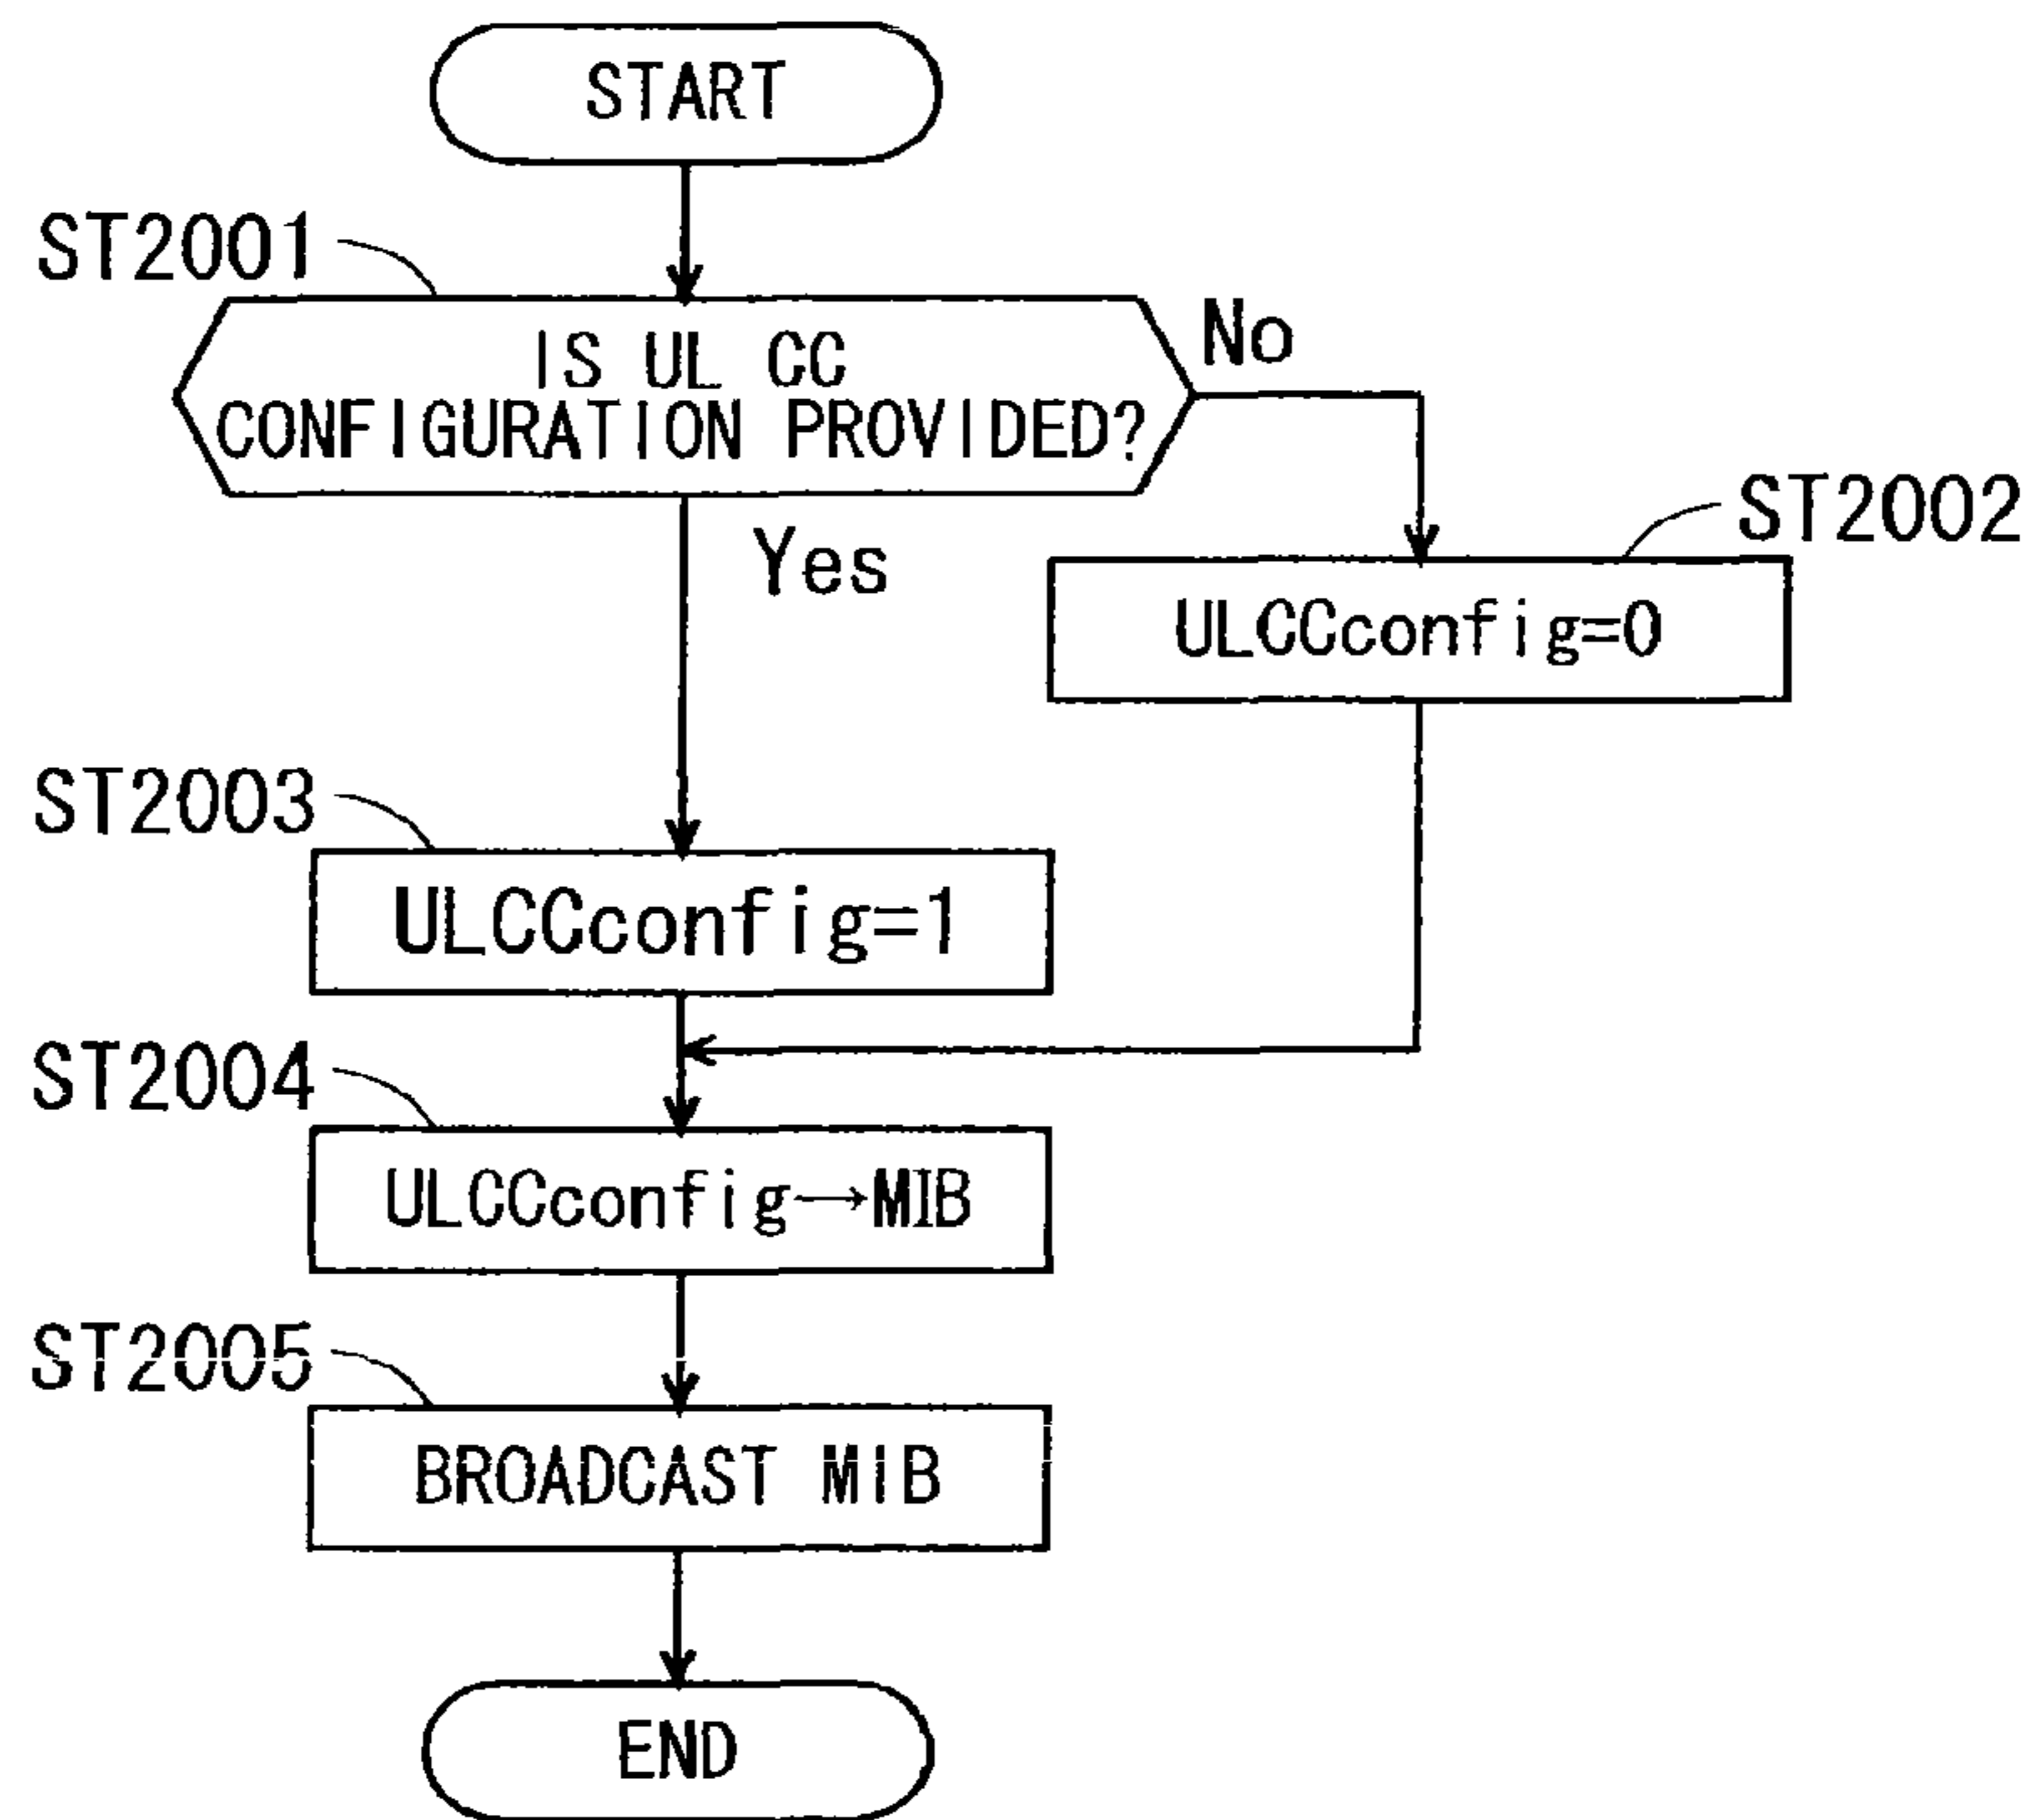 START
ST2001
IS UL CC
CONFIGURATION PROVIDED?
No
Yes
ST2002
ULCCconfig=0
ST2003
ULCCconfig=1
ST2004
ULCCconfig→MIB
ST2005
BROADCAST MIB
END